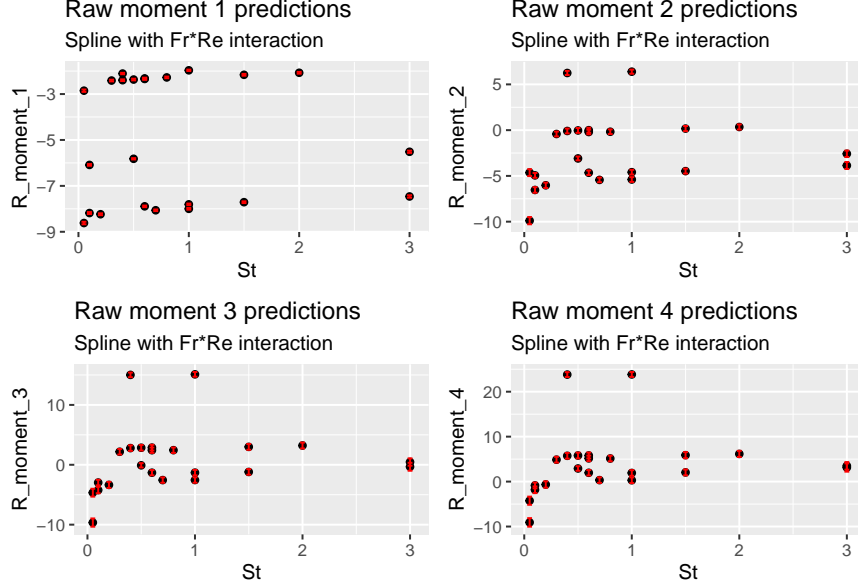 Raw moment 1 predictions
Spline with Fr*Re interaction
R_moment_1
−3
−5
−7
−9
0
1
2
3
St
Raw moment 2 predictions
Spline with Fr*Re interaction
R_moment_2
5
0
−5
−10
0
1
2
3
St
Raw moment 3 predictions
Spline with Fr*Re interaction
R_moment_3
10
0
−10
0
1
2
3
St
Raw moment 4 predictions
Spline with Fr*Re interaction
R_moment_4
20
10
0
−10
0
1
2
3
St